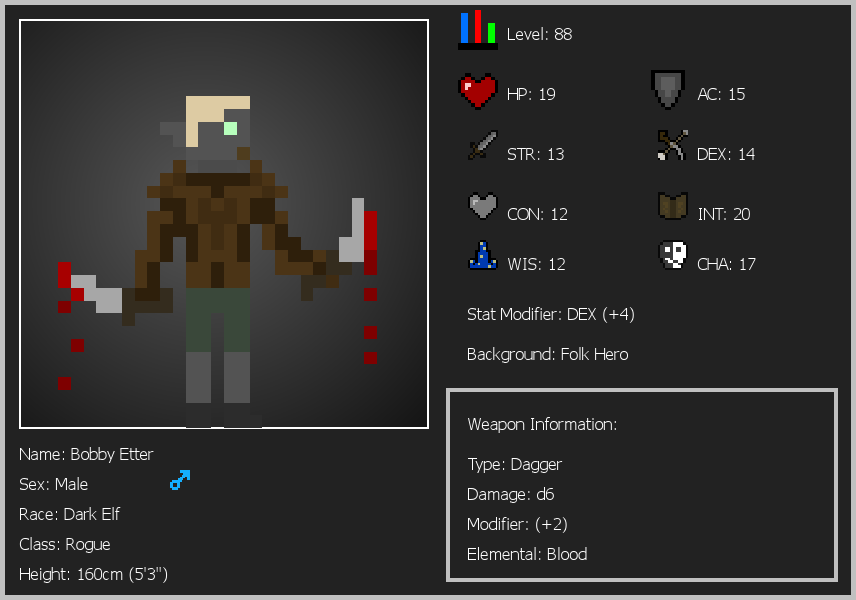 Level: 88
HP: 19
AC: 15
STR: 13
DEX: 14
CON: 12
INT: 20
WIS: 12
CHA: 17
Stat Modifier: DEX (+4)
Background: Folk Hero
Weapon Information:
Type: Dagger
Damage: d6
Modifier: (+2)
Elemental: Blood
Name: Bobby Etter
Sex: Male
Race: Dark Elf
Class: Rogue
Height: 160cm (5'3")